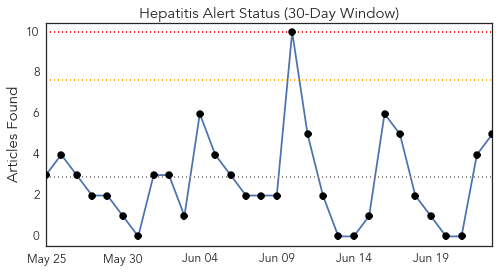 Hepatitis Alert Status (30-Day Window)
Articles Found
10
8
6
4
2
0
May 25
May 30
Jun 04
Jun 09
Jun 14
Jun 19